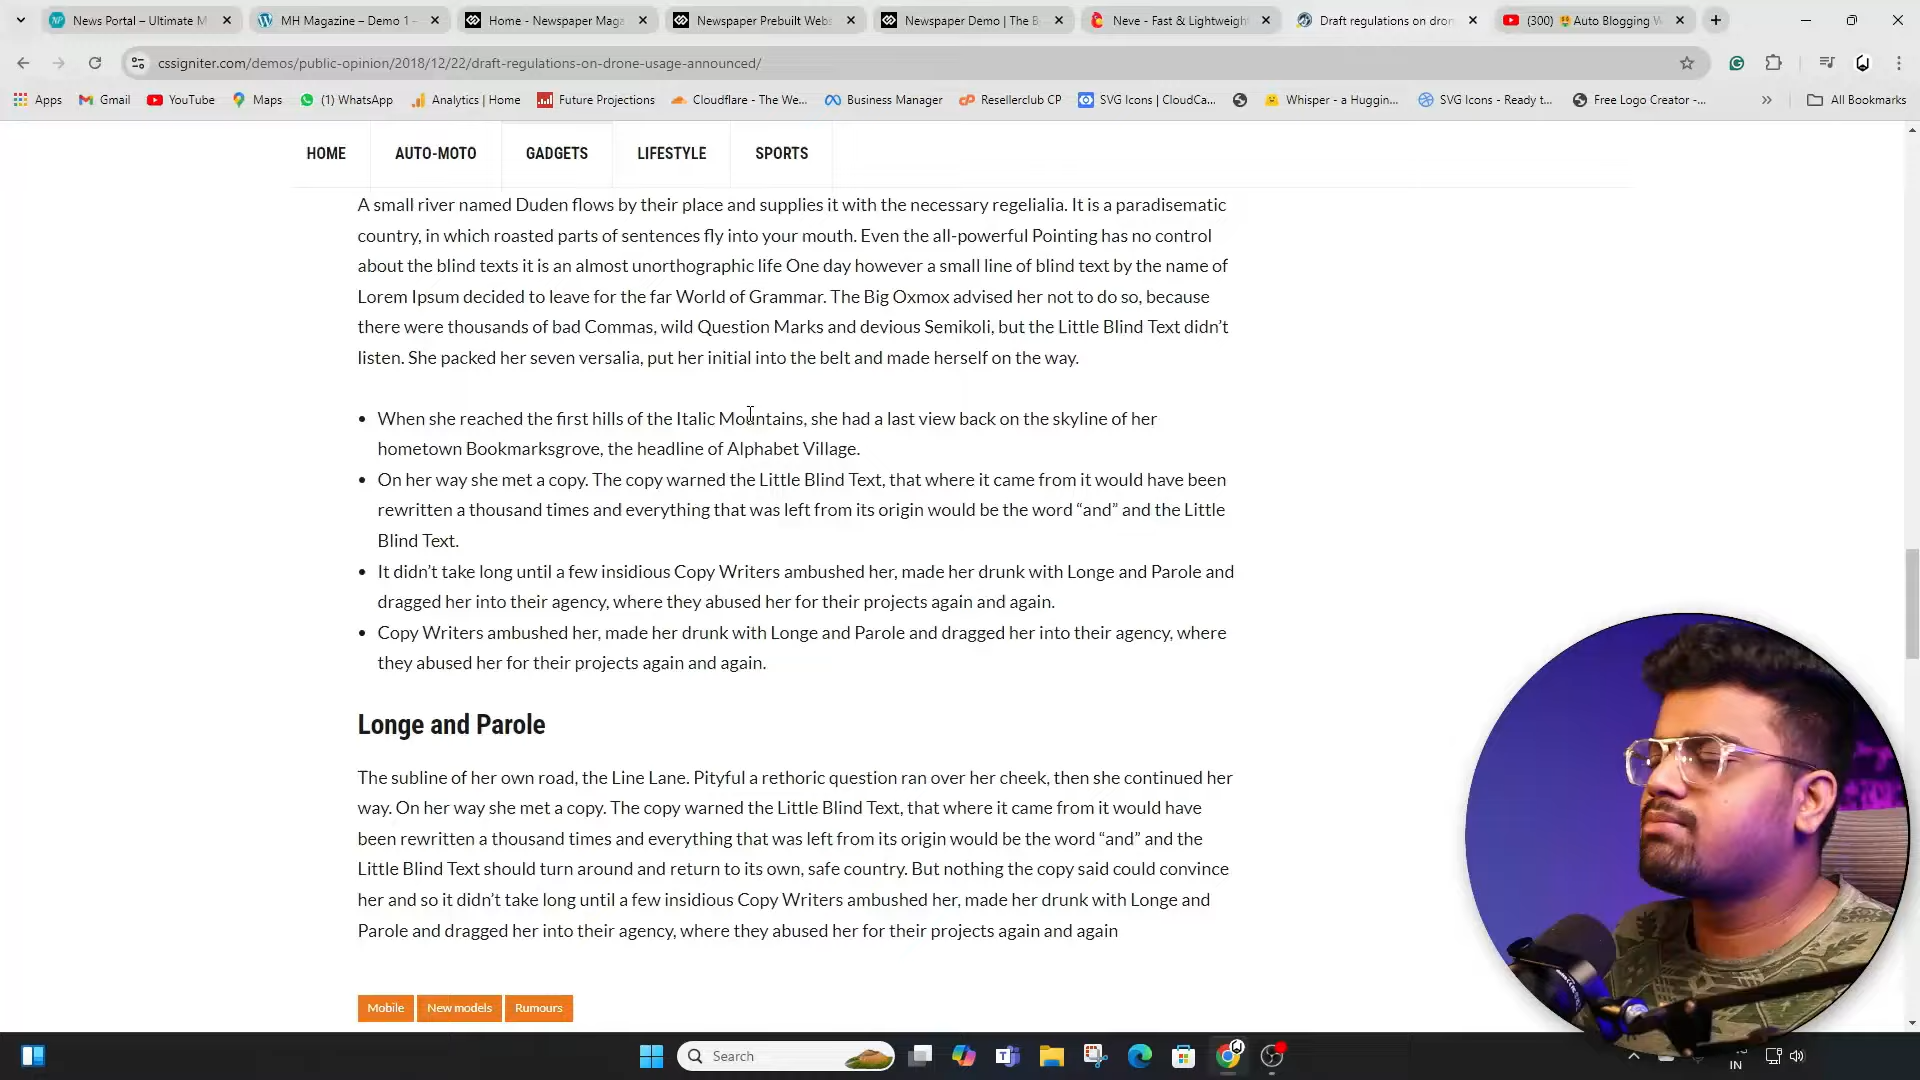 News Portal – Ultimate M
MH Magazine – Demo 1 –
Home - Newspaper Maga
Newspaper Prebuilt Webs
Newspaper Demo | The B
Neve - Fast & Lightweight
Draft regulations on dron
(300) Auto Blogging W
cssigniter.com/demos/public-opinion/2018/12/22/draft-regulations-on-drone-usage-announced/
Apps
Gmail
YouTube
Maps
(1) WhatsApp
Analytics | Home
Future Projections
Cloudflare - The We...
Business Manager
Resellerclub CP
SVG Icons | CloudCa...
Whisper - a Huggin...
SVG Icons - Ready t...
Free Logo Creator -...
All Bookmarks
HOME
AUTO-MOTO
GADGETS
LIFESTYLE
SPORTS
A small river named Duden flows by their place and supplies it with the necessary regelialia. It is a paradisematic
country, in which roasted parts of sentences fly into your mouth. Even the all-powerful Pointing has no control
about the blind texts it is an almost unorthographic life One day however a small line of blind text by the name of
Lorem Ipsum decided to leave for the far World of Grammar. The Big Oxmox advised her not to do so, because
there were thousands of bad Commas, wild Question Marks and devious Semikoli, but the Little Blind Text didn’t
listen. She packed her seven versalia, put her initial into the belt and made herself on the way.
• When she reached the first hills of the Italic Mountains, she had a last view back on the skyline of her
hometown Bookmarksgrove, the headline of Alphabet Village.
• On her way she met a copy. The copy warned the Little Blind Text, that where it came from it would have been
rewritten a thousand times and everything that was left from its origin would be the word “and” and the Little
Blind Text.
• It didn’t take long until a few insidious Copy Writers ambushed her, made her drunk with Longe and Parole and
dragged her into their agency, where they abused her for their projects again and again.
• Copy Writers ambushed her, made her drunk with Longe and Parole and dragged her into their agency, where
they abused her for their projects again and again.
Longe and Parole
The subline of her own road, the Line Lane. Pityful a rethoric question ran over her cheek, then she continued her
way. On her way she met a copy. The copy warned the Little Blind Text, that where it came from it would have
been rewritten a thousand times and everything that was left from its origin would be the word “and” and the
Little Blind Text should turn around and return to its own, safe country. But nothing the copy said could convince
her and so it didn’t take long until a few insidious Copy Writers ambushed her, made her drunk with Longe and
Parole and dragged her into their agency, where they abused her for their projects again and again
Mobile
New models
Rumours
Search
IN